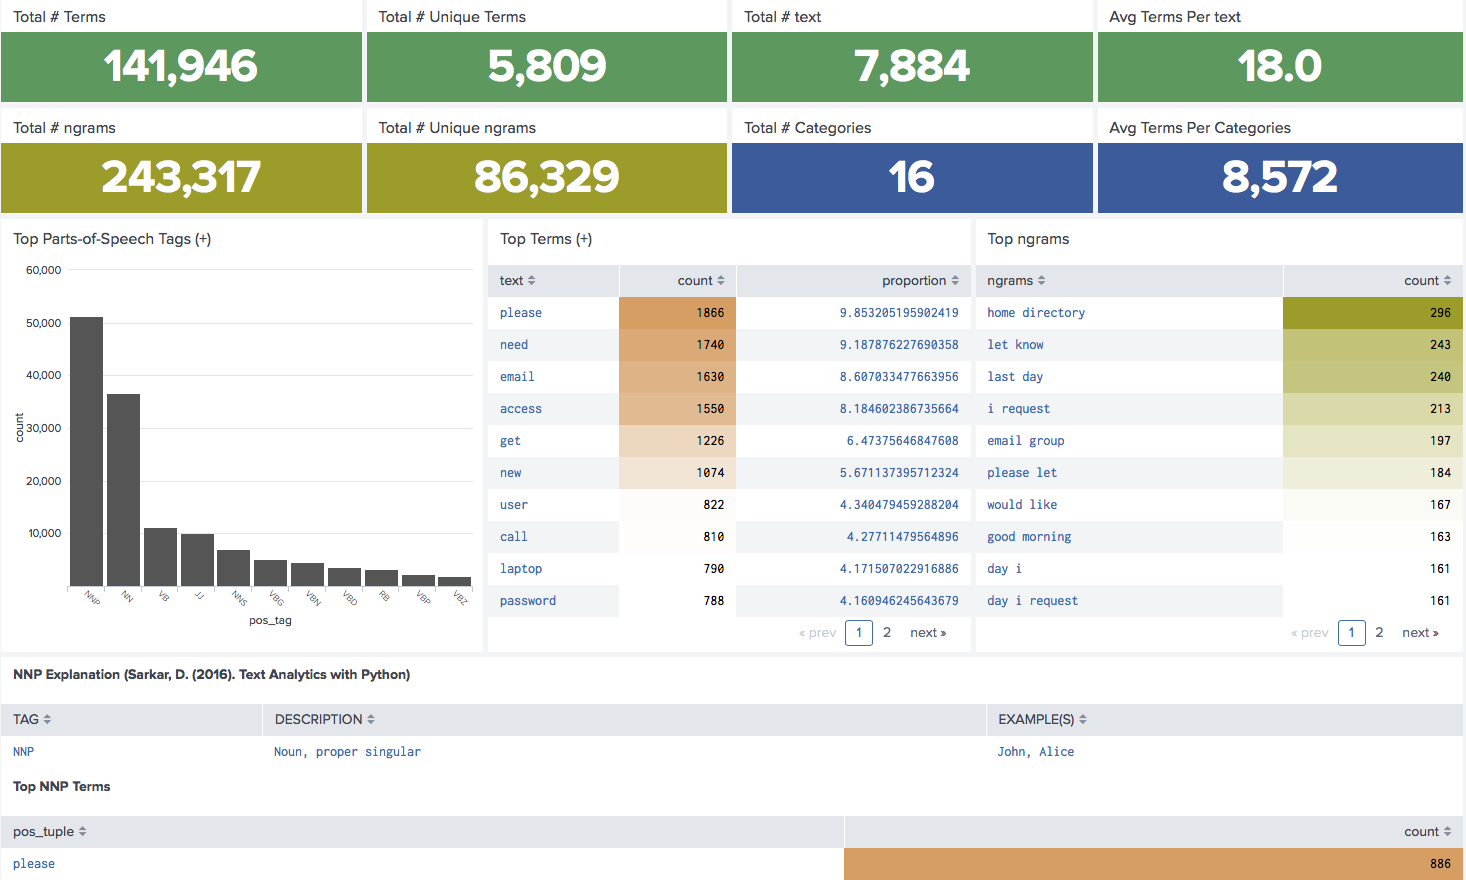 Total # Terms Total # Unique Terms Total # text Avg Terms Per text
141,946 5,809 7,884 18.0
Total # ngrams Total # Unique ngrams Total # Categories Avg Terms Per Categories
243,317 86,329 16 8,572
Top Parts-of-Speech Tags (+)
60,000
50,000
40,000
30,000
20,000
10,000
count
NNP NN VB JJ NNS VBG VBN VBD RB VBP VBZ
pos_tag
Top Terms (+)
text count proportion
please 1866 9.853205195902419
need 1740 9.187876227690358
email 1630 8.607033477663956
access 1550 8.184602386735664
get 1226 6.47375646847608
new 1074 5.671137395712324
user 822 4.340479459288204
call 810 4.27711479564896
laptop 790 4.171507022916886
password 788 4.160946245643679
« prev 1 2 next »
Top ngrams
ngrams count
home directory 296
let know 243
last day 240
i request 213
email group 197
please let 184
would like 167
good morning 163
day i 161
day i request 161
« prev 1 2 next »
NNP Explanation (Sarkar, D. (2016). Text Analytics with Python)
TAG DESCRIPTION EXAMPLE(S)
NNP Noun, proper singular John, Alice
Top NNP Terms
pos_tuple count
please 886